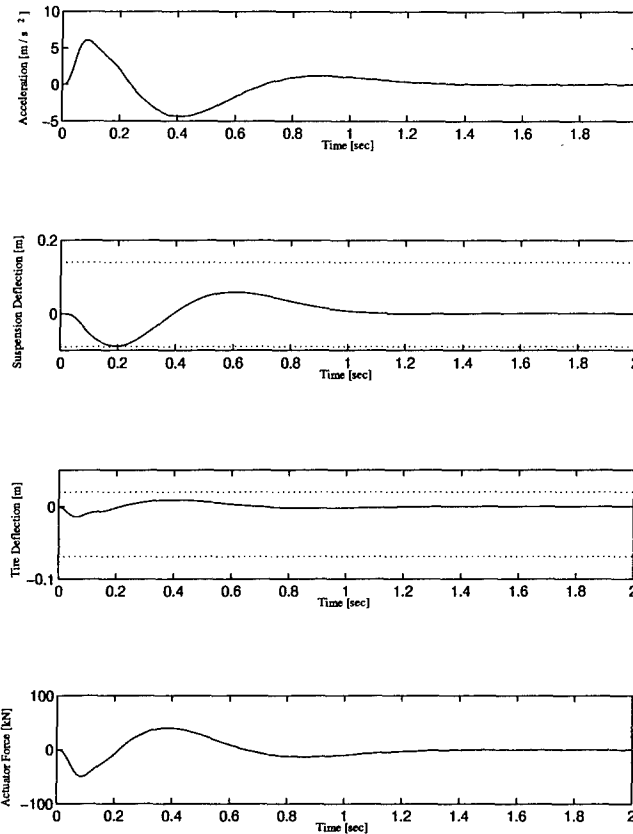 Acceleration [m / s ²]
10
5
0
−5
0 0.2 0.4 0.6 0.8 1 1.2 1.4 1.6 1.8
Time [sec]
Suspension Deflection [m]
0.2
0
0 0.2 0.4 0.6 0.8 1 1.2 1.4 1.6 1.8 2
Time [sec]
Tire Deflection [m]
0
−0.1
0 0.2 0.4 0.6 0.8 1 1.2 1.4 1.6 1.8 2
Time [sec]
Actuator Force [kN]
100
0
−100
0 0.2 0.4 0.6 0.8 1 1.2 1.4 1.6 1.8 2
Time [sec]